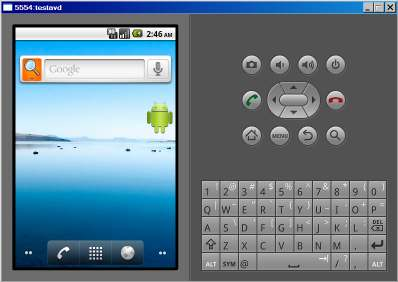 5554:testavd
2:46 AM
Google
MENU
1 ! 2 @ 3 # 4 $ 5 % 6 ^ 7 & 8 * 9 ( 0 )
Q W E R T Y U I O P
A S D F G H J K L DEL
Z X C V B N M .
ALT SYM @ / ? , ALT